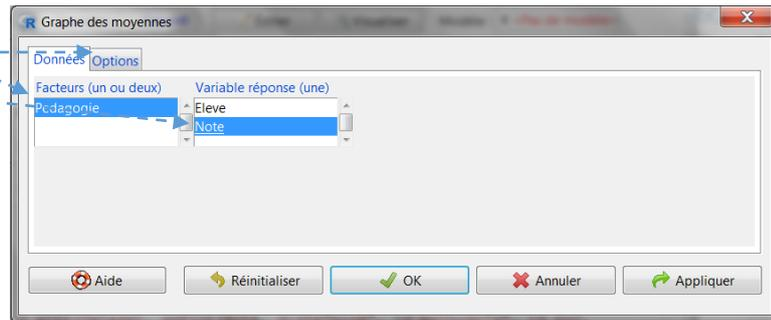 Graphe des moyennes
Données Options
Facteurs (un ou deux) Variable réponse (une)
Pedagogie Eleve
Note
Aide Réinitialiser OK Annuler Appliquer